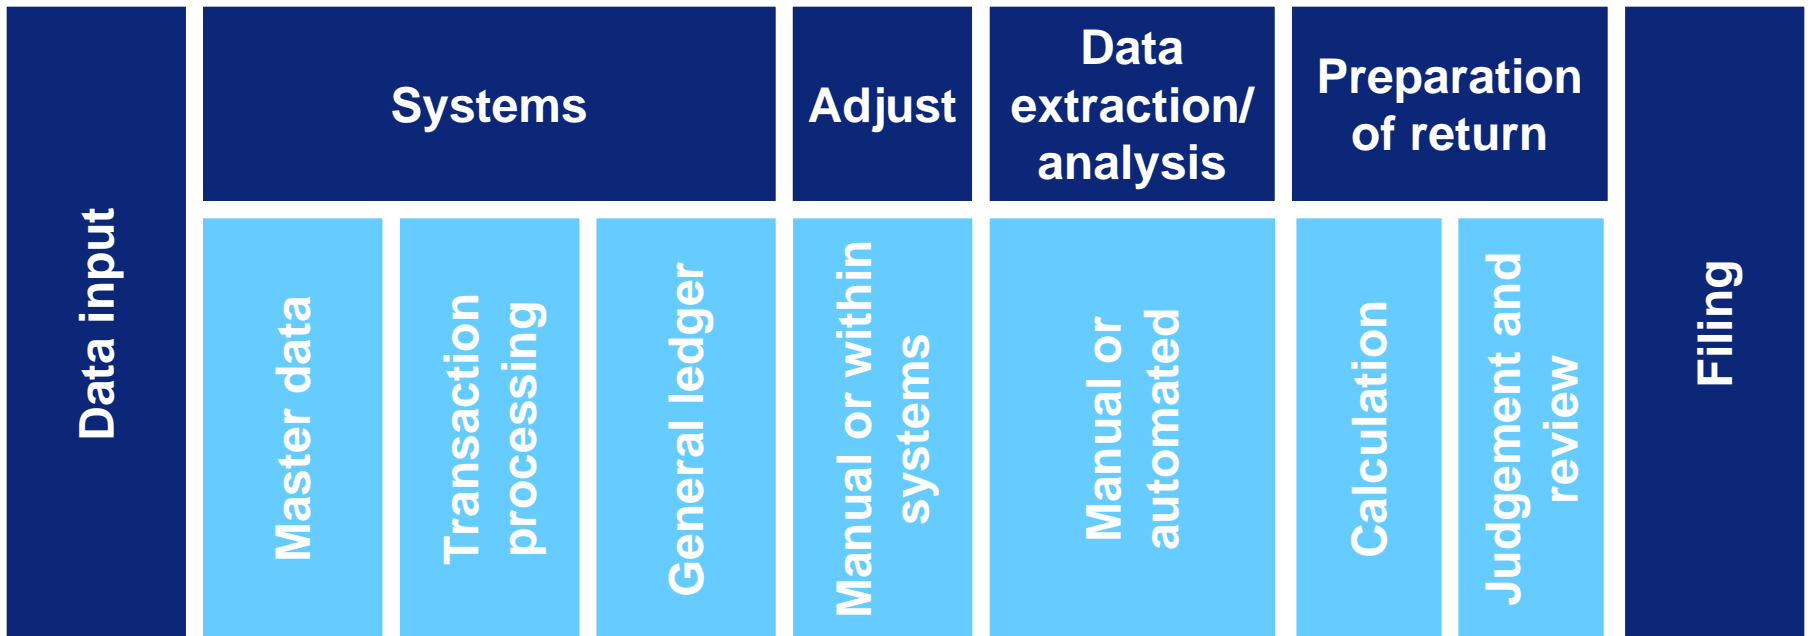 Data input
Systems
Master data
Transaction
processing
General ledger
Adjust
Manual or within
systems
Data
extraction/
analysis
Manual or
automated
Preparation
of return
Calculation
Judgement and
review
Filing